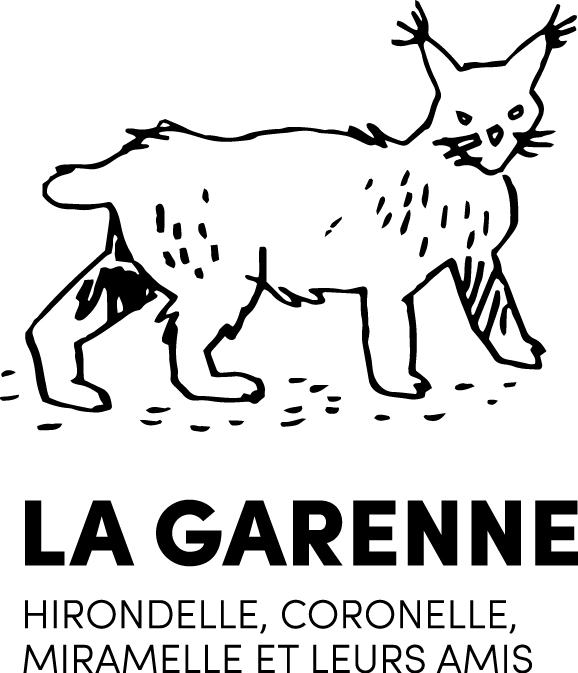 LA GARENNE
HIRONDELLE, CORONELLE,
MIRAMELLE ET LEURS AMIS